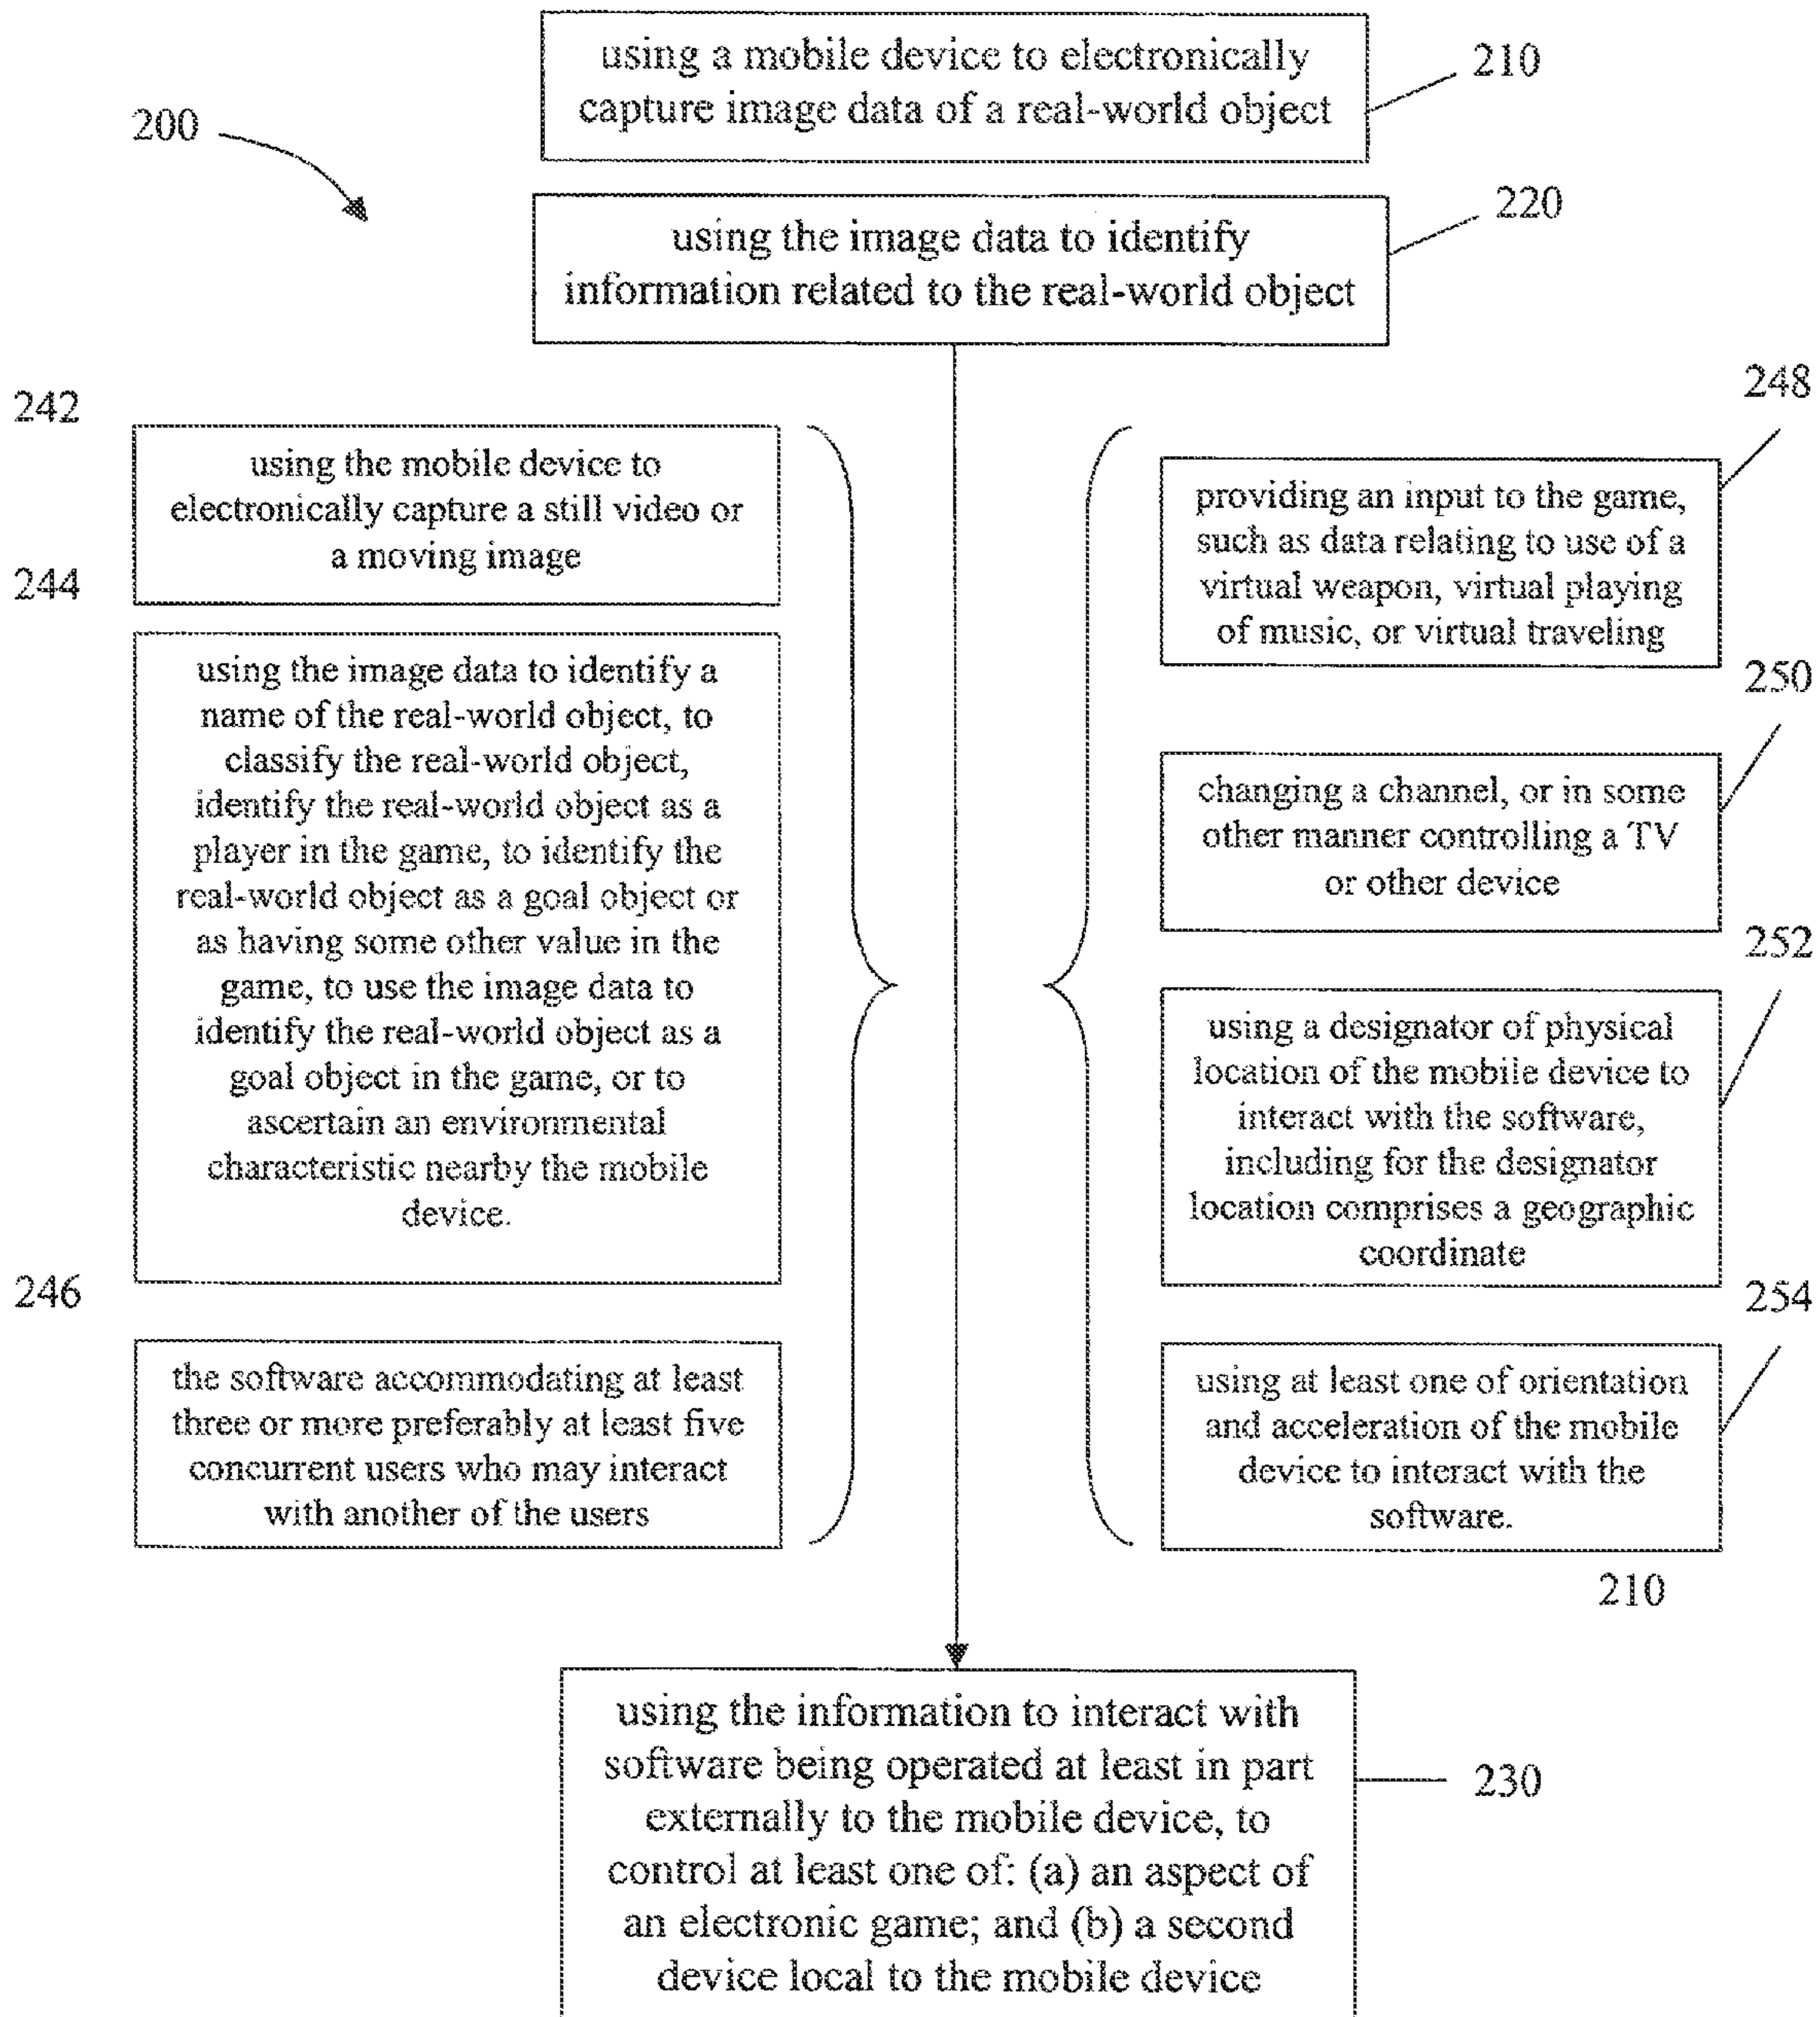 using a mobile device to electronically
capture image data of a real-world object
210
200
using the image data to identify
information related to the real-world object
220
242
using the mobile device to
electronically capture a still video or
a moving image
244
using the image data to identify a
name of the real-world object, to
classify the real-world object,
identify the real-world object as a
player in the game, to identify the
real-world object as a goal object or
as having some other value in the
game, to use the image data to
identify the real-world object as a
goal object in the game, or to
ascertain an environmental
characteristic nearby the mobile
device.
246
the software accommodating at least
three or more preferably at least five
concurrent users who may interact
with another of the users
248
providing an input to the game,
such as data relating to use of a
virtual weapon, virtual playing
of music, or virtual traveling
250
changing a channel, or in some
other manner controlling a TV
or other device
252
using a designator of physical
location of the mobile device to
interact with the software,
including for the designator
location comprises a geographic
coordinate
254
using at least one of orientation
and acceleration of the mobile
device to interact with the
software.
210
using the information to interact with
software being operated at least in part
externally to the mobile device, to
control at least one of: (a) an aspect of
an electronic game; and (b) a second
device local to the mobile device
230